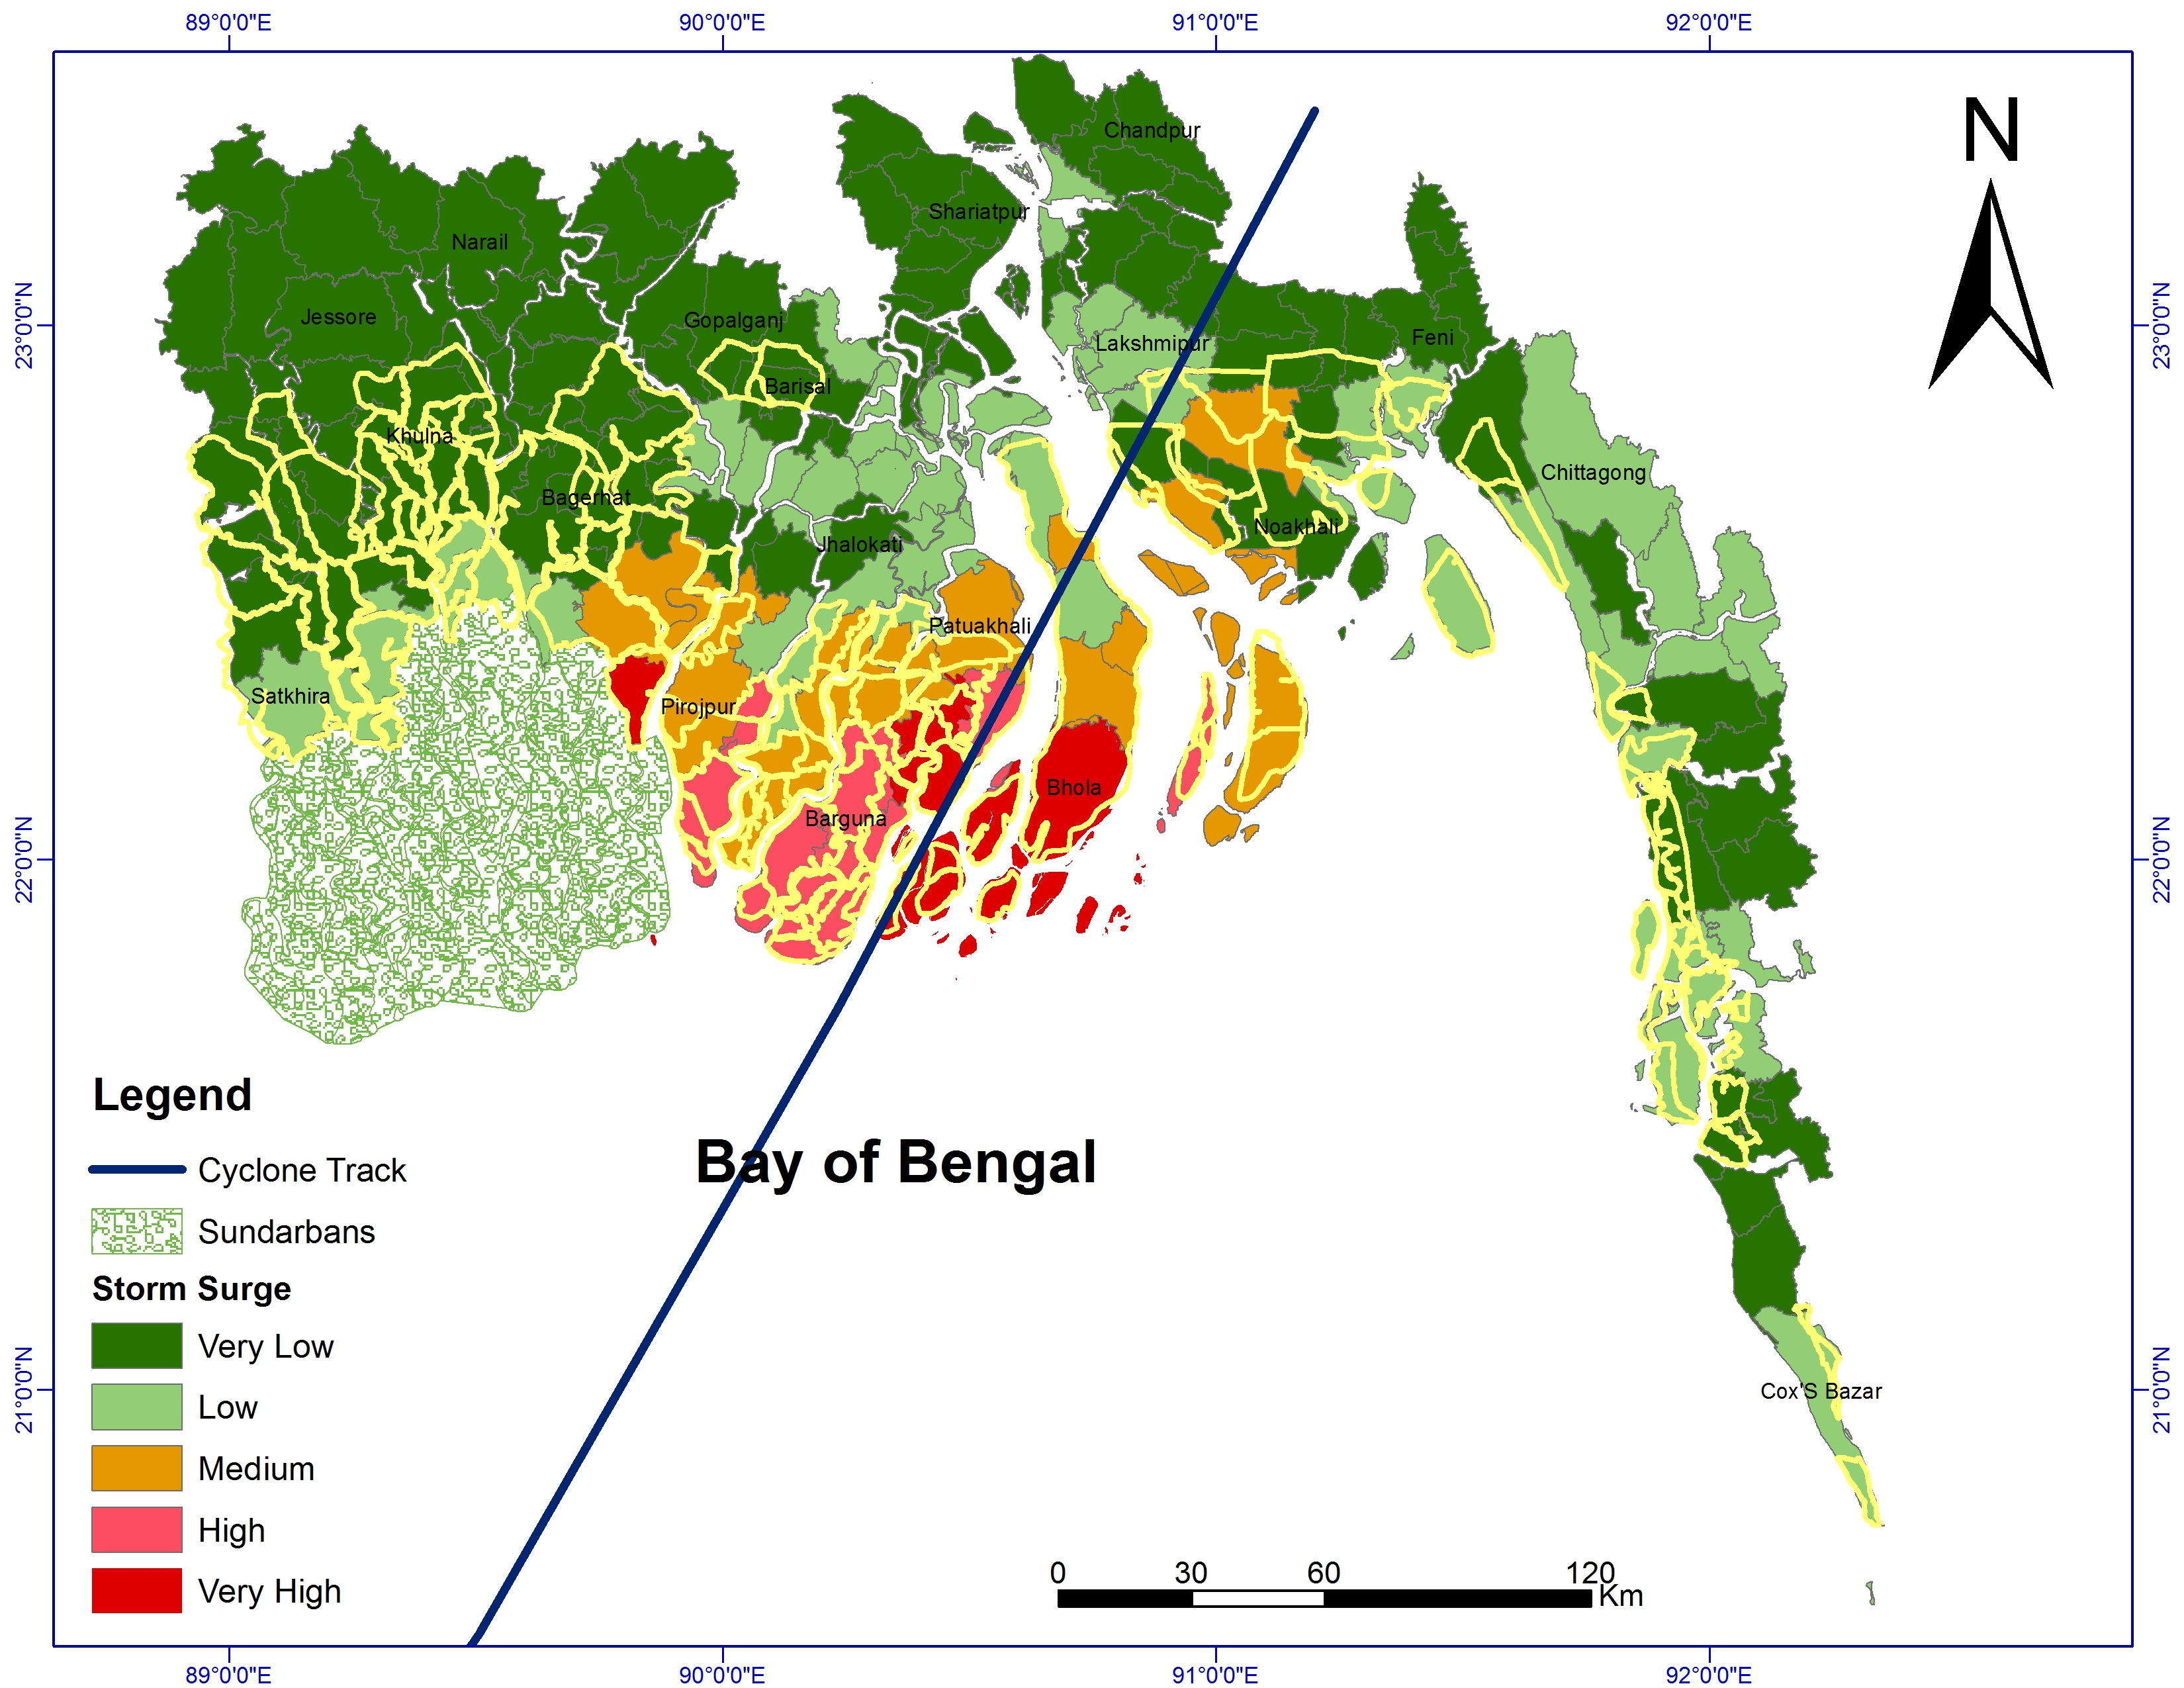 89°0'0"E 90°0'0"E 91°0'0"E 92°0'0"E
N
Chandpur
Shariatpur
Narail
23°0'0"N 23°0'0"N
Jessore
Gopalganj
Feni
Lakshmipur
Barisal
Khulna
Chittagong
Bagerhat
Noakhali
Jhalokati
Patuakhali
Satkhira
Pirojpur
Bhola
Barguna
22°0'0"N 22°0'0"N
Legend
Cyclone Track
Bay of Bengal
Sundarbans
Storm Surge
Very Low
Low
21°0'0"N 21°0'0"N
Cox'S Bazar
Medium
High
Very High
0 30 60 120
Km
89°0'0"E 90°0'0"E 91°0'0"E 92°0'0"E